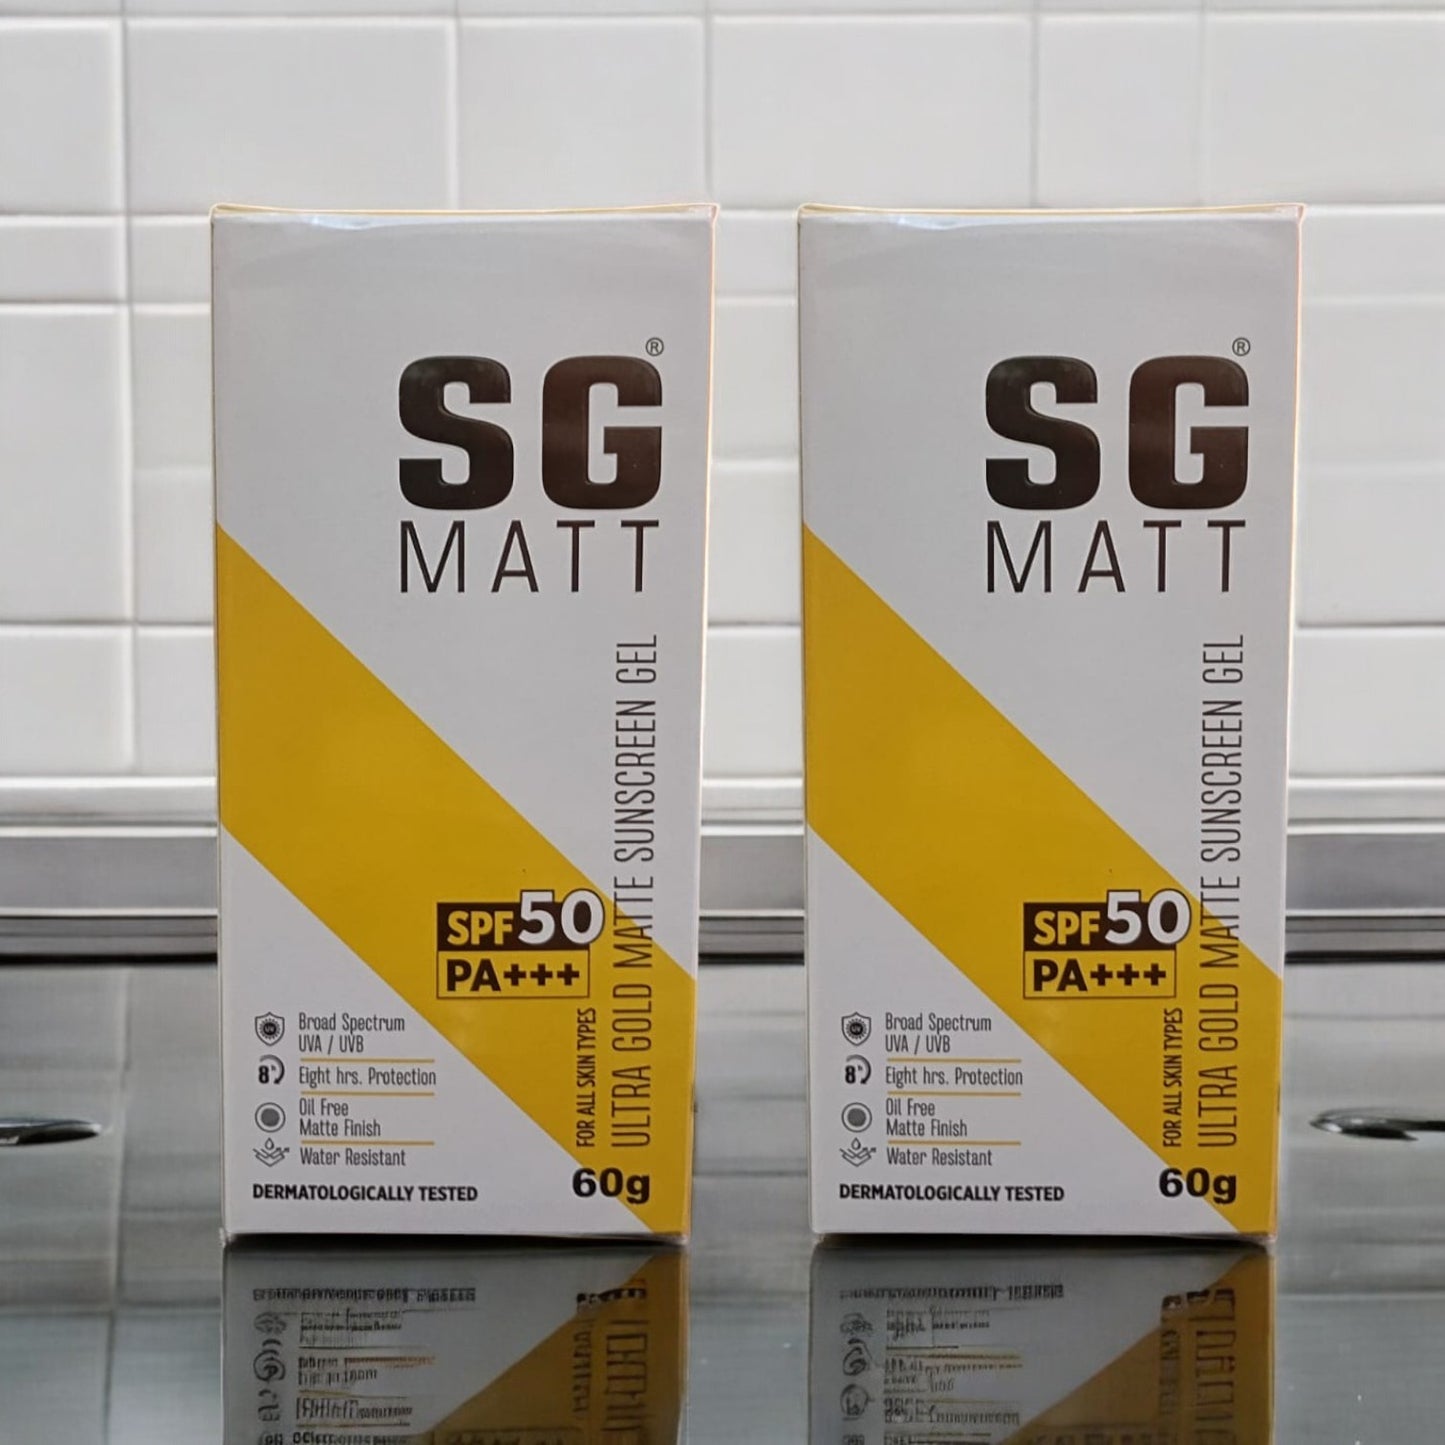 SG®
MATT
ULTRA GOLD MATTE SUNSCREEN GEL
FOR ALL SKIN TYPES
SPF50
PA+++
Broad Spectrum
UVA / UVB
8h
Eight hrs. Protection
Oil Free
Matte Finish
Water Resistant
DERMATOLOGICALLY TESTED
60g
SG®
MATT
ULTRA GOLD MATTE SUNSCREEN GEL
FOR ALL SKIN TYPES
SPF50
PA+++
Broad Spectrum
UVA / UVB
8h
Eight hrs. Protection
Oil Free
Matte Finish
Water Resistant
DERMATOLOGICALLY TESTED
60g